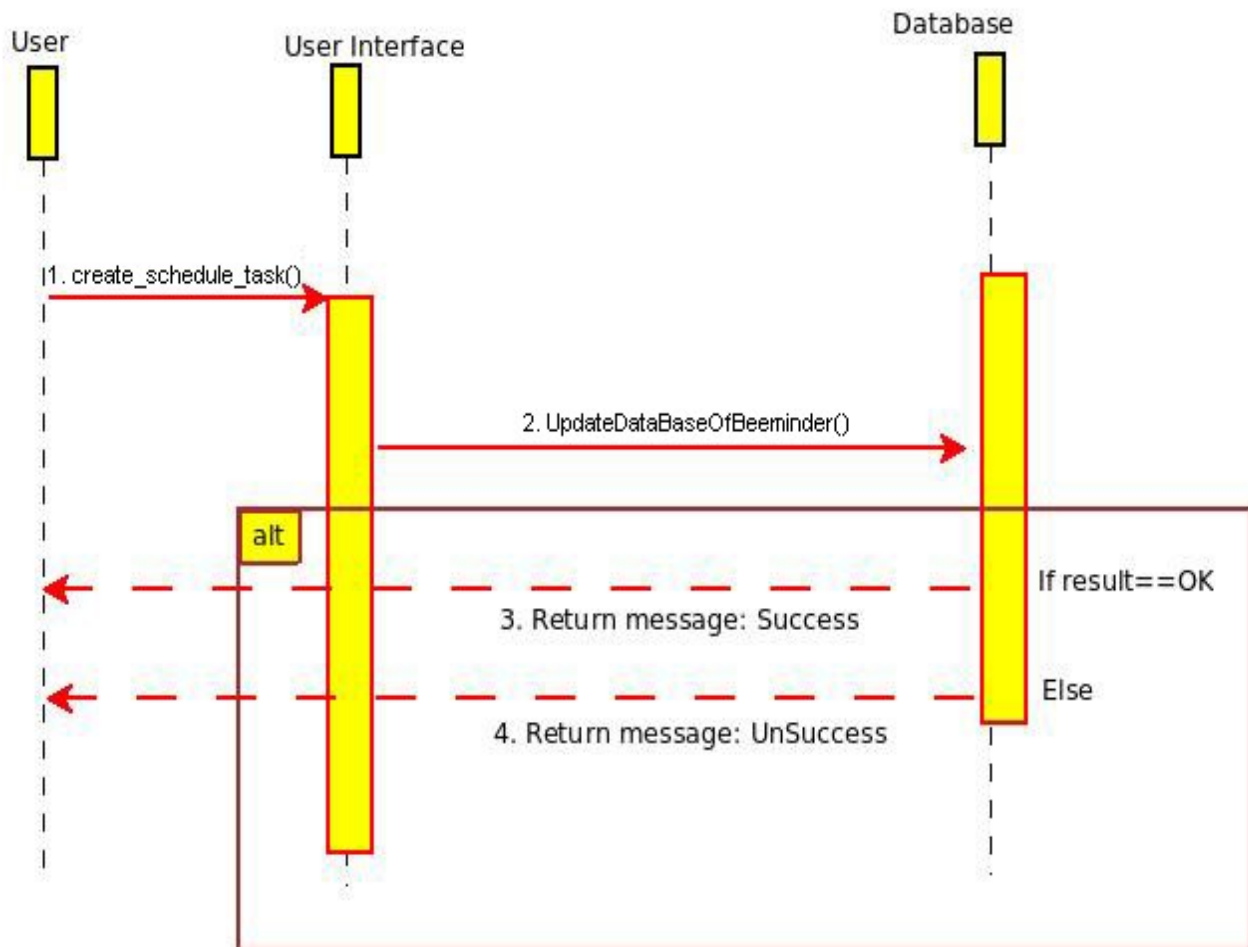 User
User Interface
Database
1. create_schedule_task()
2. UpdateDataBaseOfBeeminder()
alt
If result==OK
3. Return message: Success
Else
4. Return message: UnSuccess